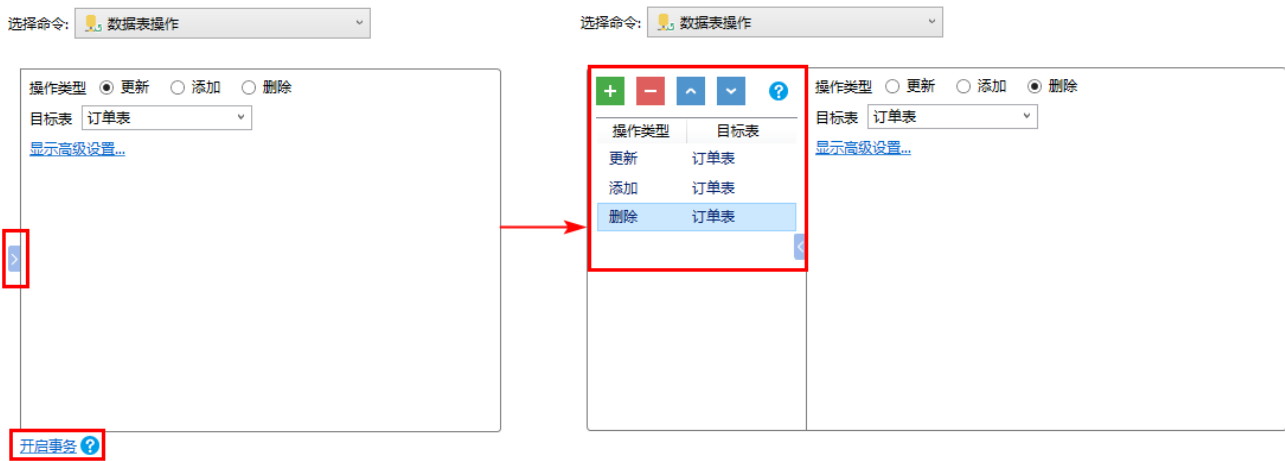 选择命令: 数据表操作
操作类型 更新 添加 删除
目标表 订单表
显示高级设置...
开启事务 ?
选择命令: 数据表操作
?
操作类型 目标表
更新 订单表
添加 订单表
删除 订单表
操作类型 更新 添加 删除
目标表 订单表
显示高级设置...